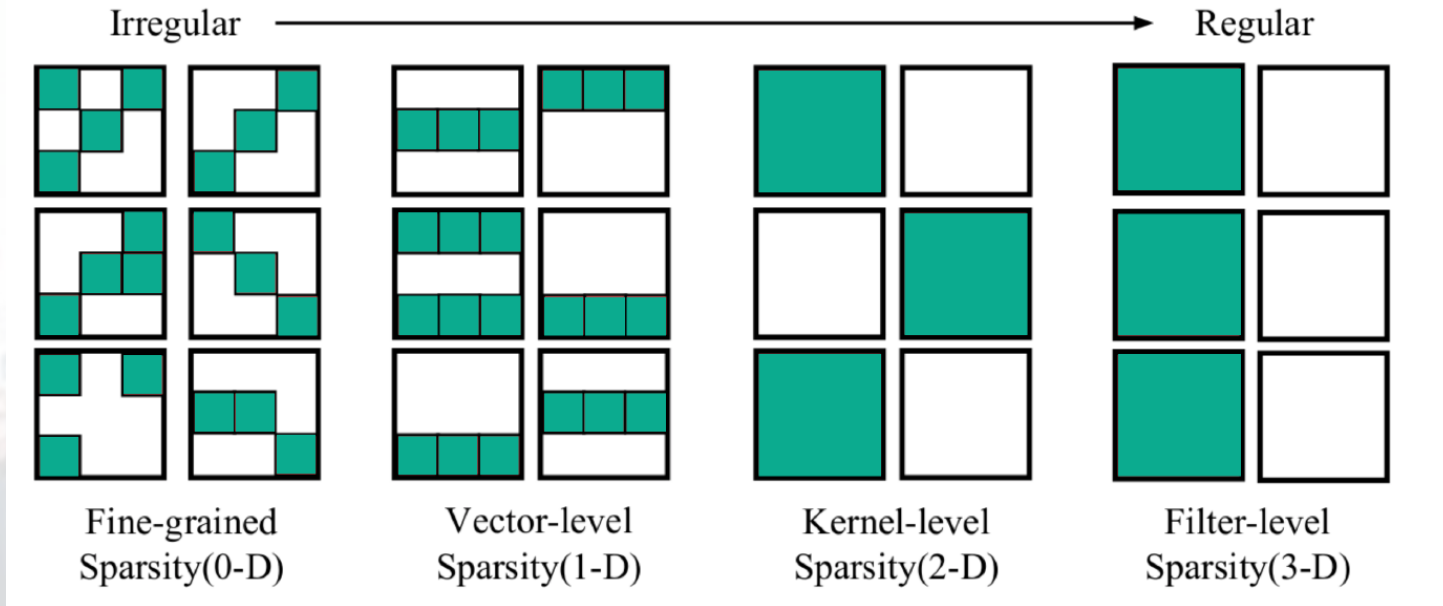 Irregular
Regular
Fine-grained
Sparsity(0-D)
Vector-level
Sparsity(1-D)
Kernel-level
Sparsity(2-D)
Filter-level
Sparsity(3-D)